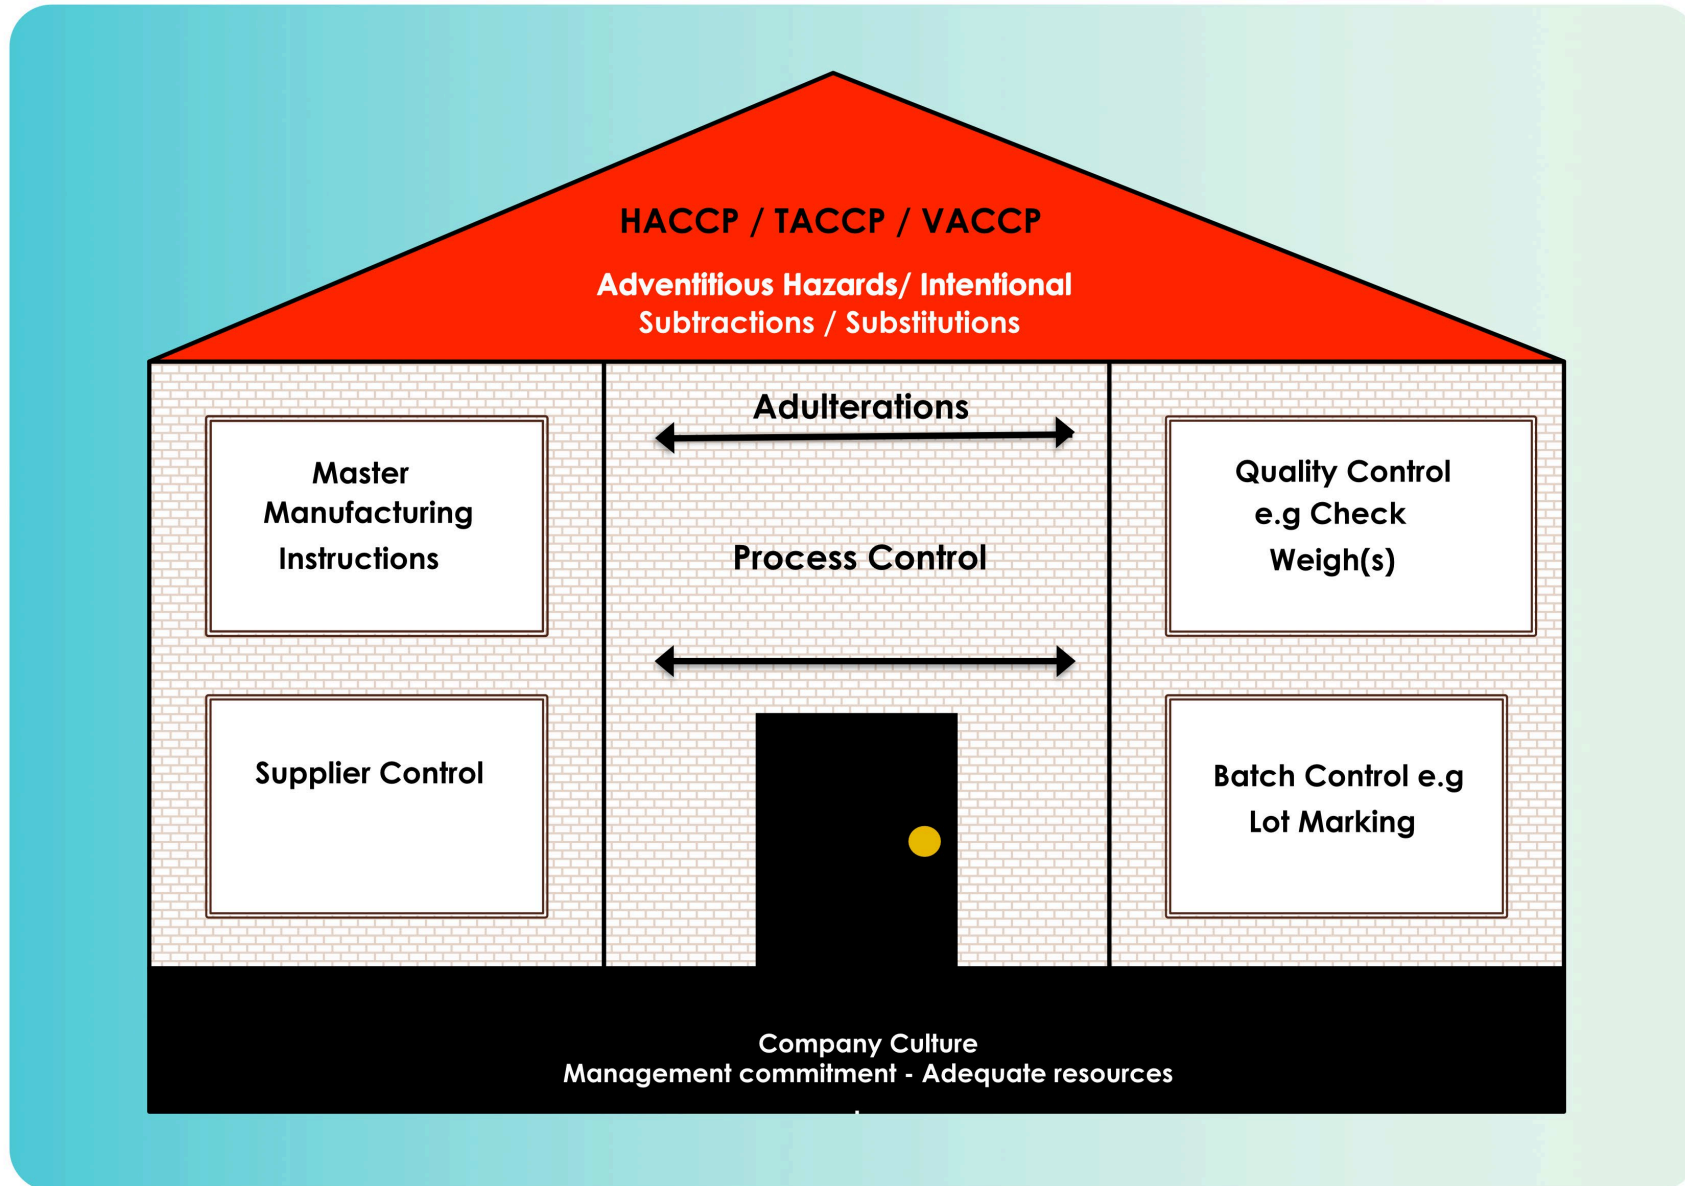 HACCP / TACCP / VACCP
Adventitious Hazards/ Intentional
Subtractions / Substitutions
Adulterations
Master
Manufacturing
Instructions
Process Control
Quality Control
e.g Check
Weigh(s)
Supplier Control
Batch Control e.g
Lot Marking
Company Culture
Management commitment - Adequate resources